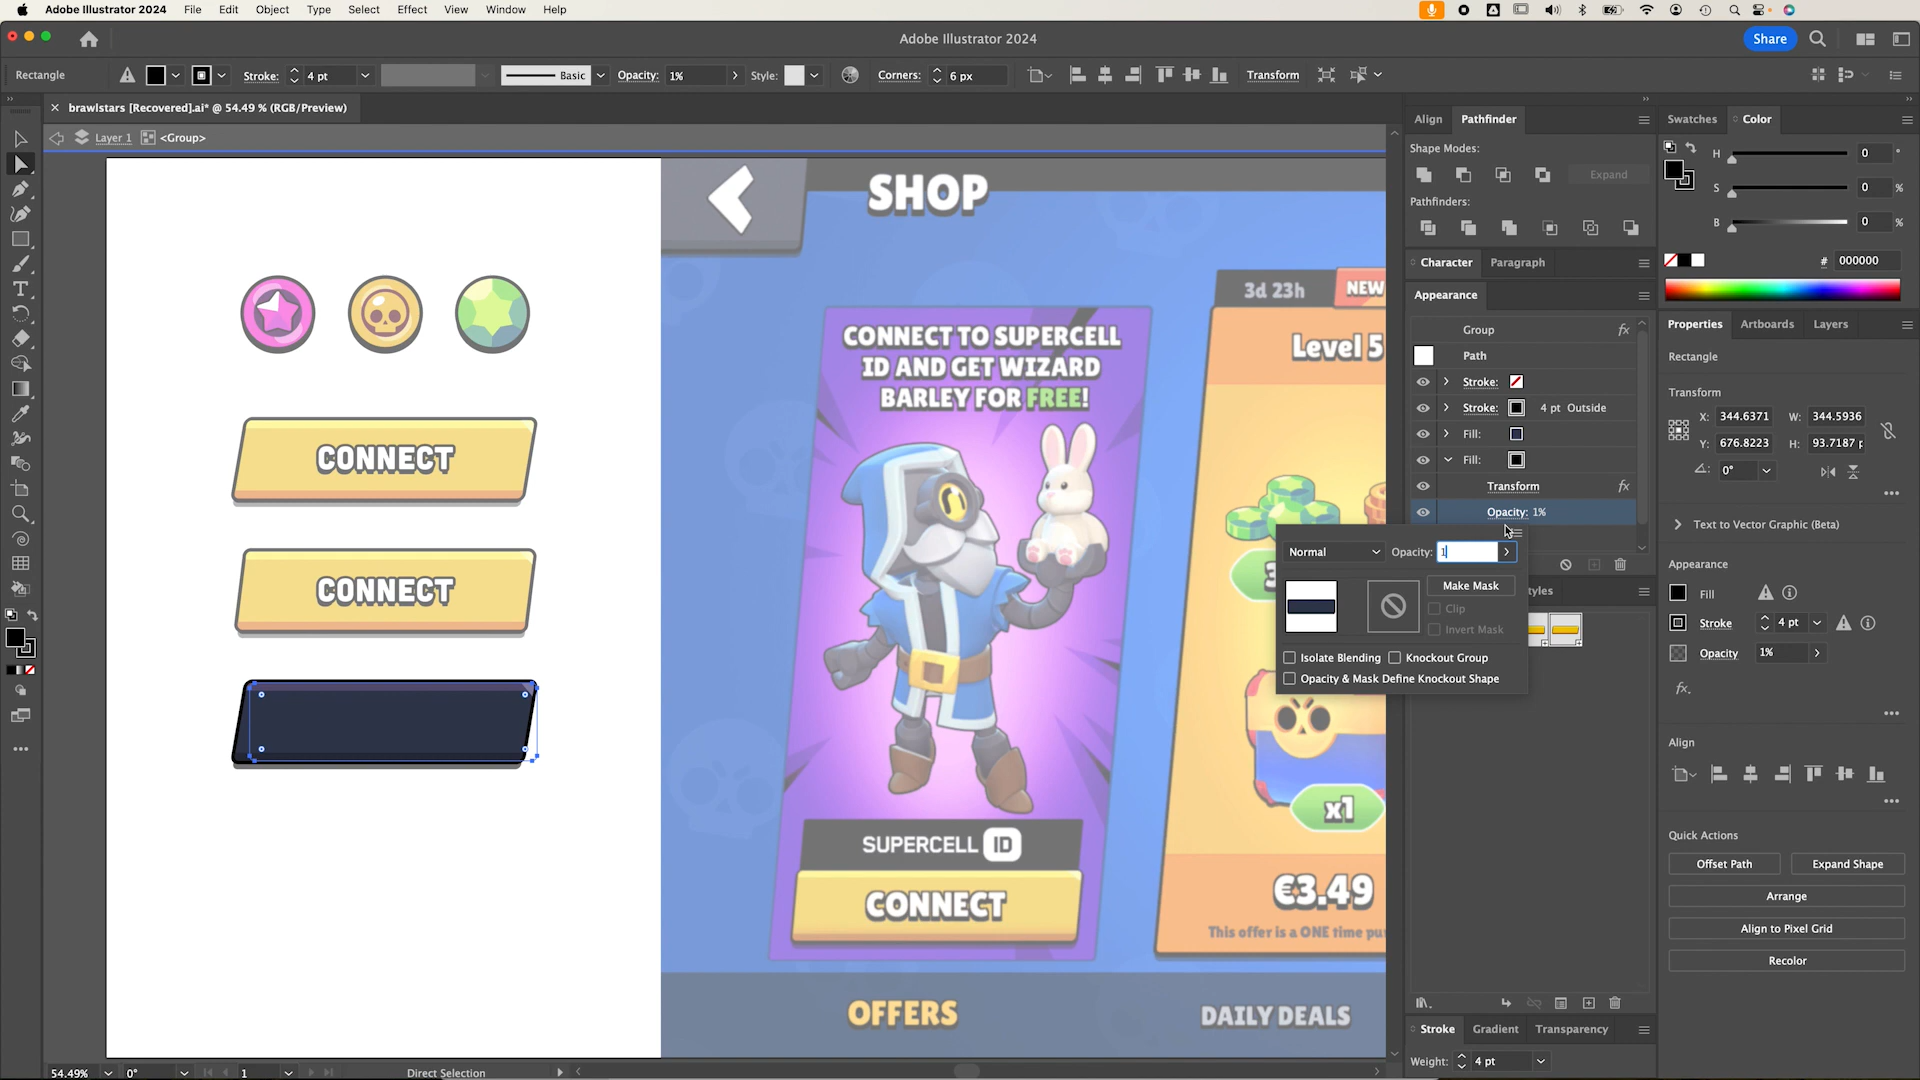 Adobe Illustrator 2024 File Edit Object Type Select Effect View Window Help
Adobe Illustrator 2024
Share
Rectangle Stroke: 4 pt Basic Opacity: 1% Style: Corners: 6 px Transform
brawlstars [Recovered].ai* @ 54.49 % (RGB/Preview)
Layer 1 <Group>
SHOP
3d 23h
NEW
CONNECT TO SUPERCELL
ID AND GET WIZARD
BARLEY FOR FREE!
Level 5
CONNECT
CONNECT
SUPERCELL ID
CONNECT
x1
€3.49
This offer is a ONE time pu
OFFERS
DAILY DEALS
Align Pathfinder
Shape Modes:
Expand
Pathfinders:
Character Paragraph
Appearance
Group fx
Path
Stroke:
Stroke: 4 pt Outside
Fill:
Fill:
Transform fx
Opacity: 1%
Normal Opacity: 1
Make Mask
Clip
Invert Mask
Isolate Blending Knockout Group
Opacity & Mask Define Knockout Shape
tyles
Stroke Gradient Transparency
Weight: 4 pt
Swatches Color
H 0 °
S 0 %
B 0 %
# 000000
Properties Artboards Layers
Rectangle
Transform
X: 344.6371 W: 344.5936
Y: 676.8223 H: 93.7187 p
0°
Text to Vector Graphic (Beta)
Appearance
Fill
Stroke 4 pt
Opacity 1%
fx.
Align
Quick Actions
Offset Path Expand Shape
Arrange
Align to Pixel Grid
Recolor
54.49% 0° 1 Direct Selection